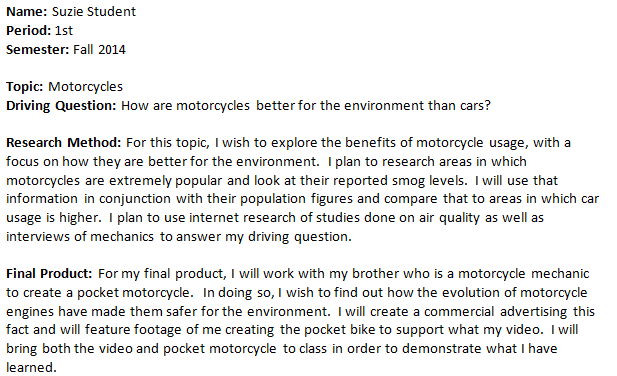 Name: Suzie Student
Period: 1st
Semester: Fall 2014
Topic: Motorcycles
Driving Question: How are motorcycles better for the environment than cars?
Research Method: For this topic, I wish to explore the benefits of motorcycle usage, with a
focus on how they are better for the environment.  I plan to research areas in which
motorcycles are extremely popular and look at their reported smog levels.  I will use that
information in conjunction with their population figures and compare that to areas in which car
usage is higher.  I plan to use internet research of studies done on air quality as well as
interviews of mechanics to answer my driving question.
Final Product: For my final product, I will work with my brother who is a motorcycle mechanic
to create a pocket motorcycle.  In doing so, I wish to find out how the evolution of motorcycle
engines have made them safer for the environment.  I will create a commercial advertising this
fact and will feature footage of me creating the pocket bike to support what my video.  I will
bring both the video and pocket motorcycle to class in order to demonstrate what I have
learned.